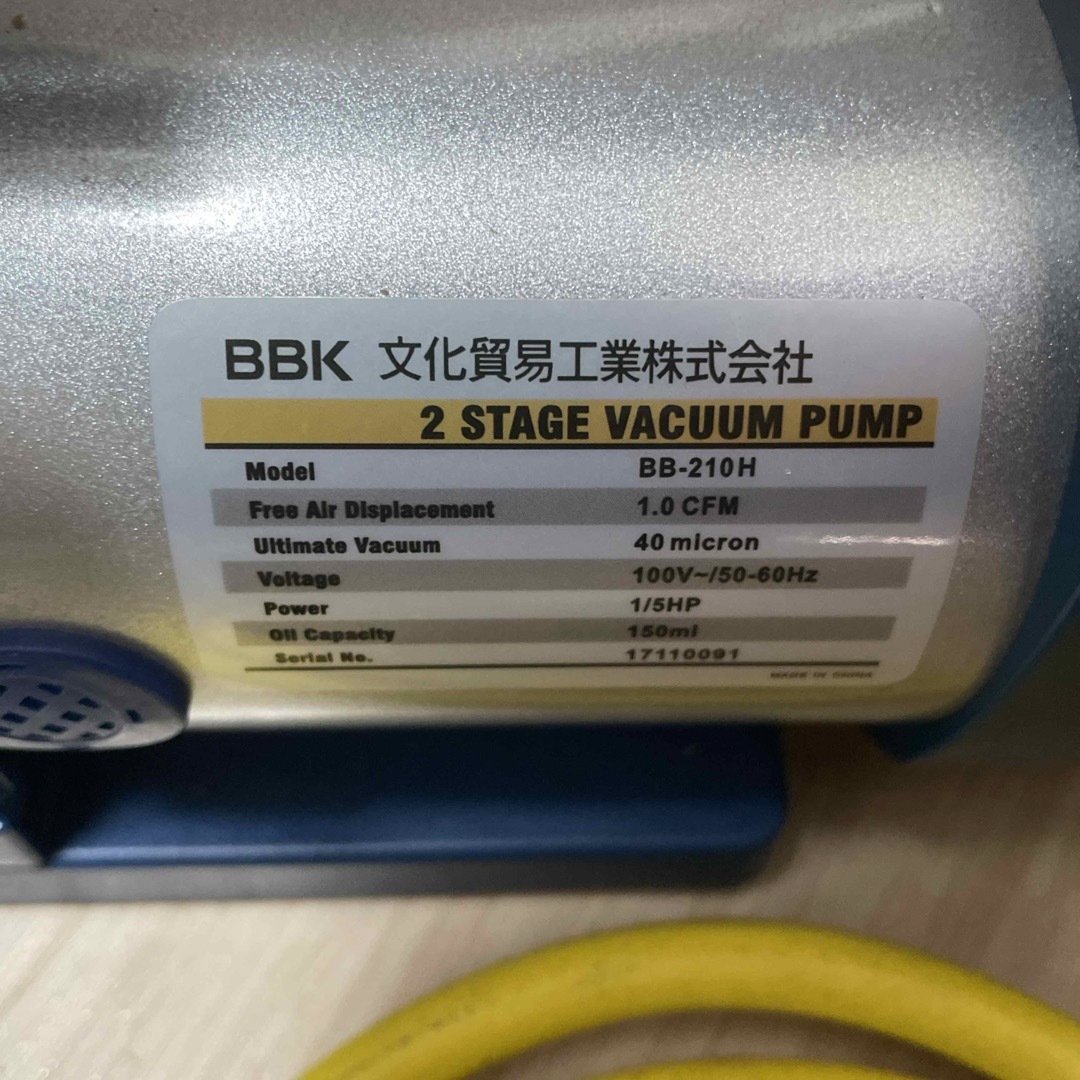 BBK 文化貿易工業株式会社
2 STAGE VACUUM PUMP
Model BB-210H
Free Air Displacement 1.0 CFM
Ultimate Vacuum 40 micron
Voltage 100V~/50-60Hz
Power 1/5HP
Oil Capacity 150ml
Serial No. 17110091
MADE IN CHINA